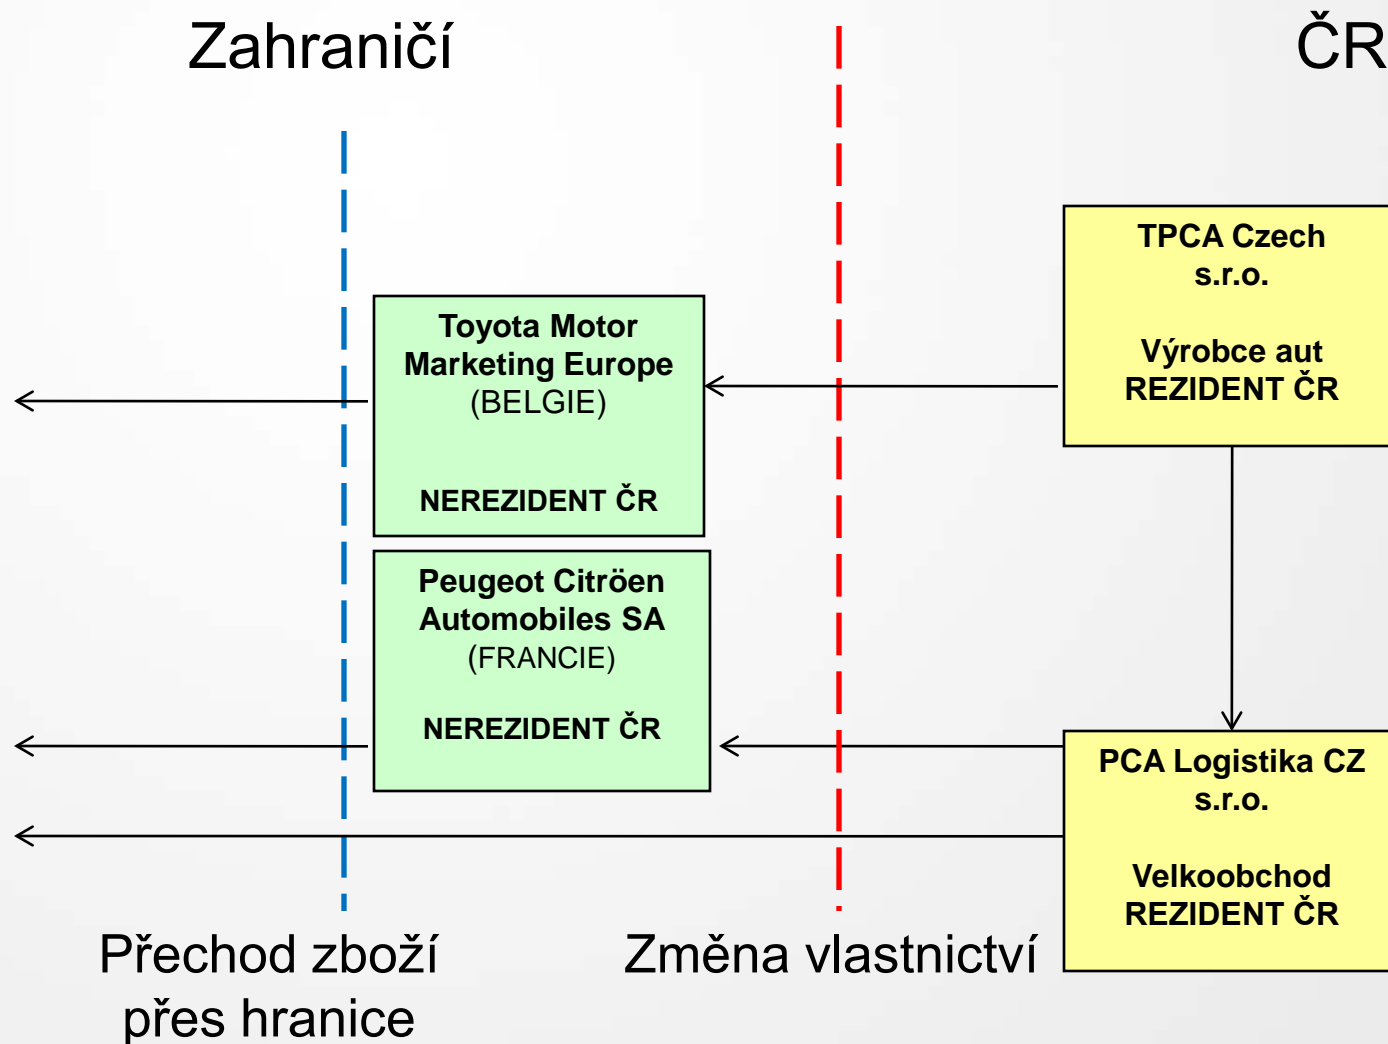 Zahraničí
ČR
TPCA Czech
s.r.o.
Výrobce aut
REZIDENT ČR
Toyota Motor
Marketing Europe
(BELGIE)
NEREZIDENT ČR
Peugeot Citröen
Automobiles SA
(FRANCIE)
NEREZIDENT ČR
PCA Logistika CZ
s.r.o.
Velkoobchod
REZIDENT ČR
Přechod zboží
přes hranice
Změna vlastnictví